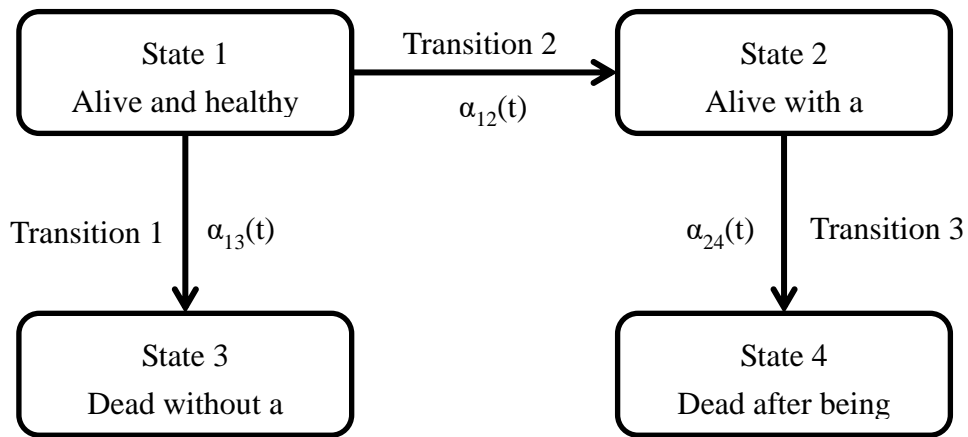 State 1
Alive and healthy
Transition 2
α₁₂(t)
State 2
Alive with a
Transition 1
α₁₃(t)
α₂₄(t)
Transition 3
State 3
Dead without a
State 4
Dead after being